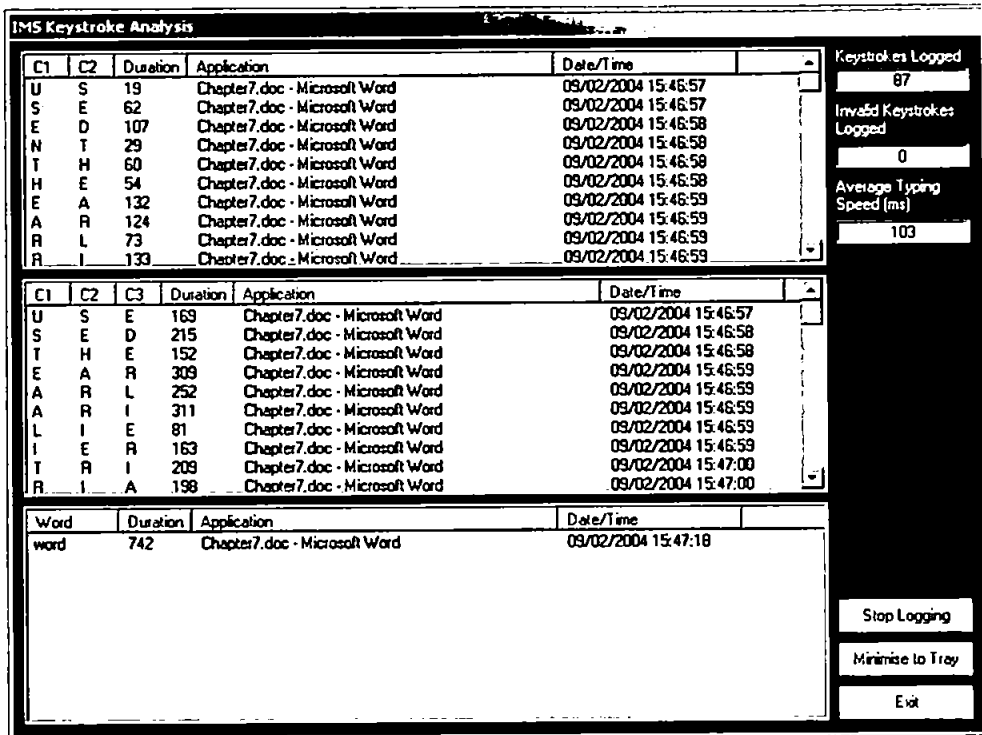 IMS Keystroke Analysis
C1 C2 Duration Application Date/Time
U S 19 Chapter7.doc - Microsoft Word 09/02/2004 15:46:57
S E 62 Chapter7.doc - Microsoft Word 09/02/2004 15:46:57
E D 107 Chapter7.doc - Microsoft Word 09/02/2004 15:46:58
N T 29 Chapter7.doc - Microsoft Word 09/02/2004 15:46:58
T H 60 Chapter7.doc - Microsoft Word 09/02/2004 15:46:58
H E 54 Chapter7.doc - Microsoft Word 09/02/2004 15:46:58
E A 132 Chapter7.doc - Microsoft Word 09/02/2004 15:46:59
A R 124 Chapter7.doc - Microsoft Word 09/02/2004 15:46:59
R L 73 Chapter7.doc - Microsoft Word 09/02/2004 15:46:59
R I 133 Chapter7.doc - Microsoft Word 09/02/2004 15:46:59
C1 C2 C3 Duration Application Date/Time
U S E 169 Chapter7.doc - Microsoft Word 09/02/2004 15:46:57
S E D 215 Chapter7.doc - Microsoft Word 09/02/2004 15:46:58
T H E 152 Chapter7.doc - Microsoft Word 09/02/2004 15:46:58
E A R 309 Chapter7.doc - Microsoft Word 09/02/2004 15:46:59
A R L 252 Chapter7.doc - Microsoft Word 09/02/2004 15:46:59
A R I 311 Chapter7.doc - Microsoft Word 09/02/2004 15:46:59
L I E 81 Chapter7.doc - Microsoft Word 09/02/2004 15:46:59
I E R 163 Chapter7.doc - Microsoft Word 09/02/2004 15:46:59
T R I 209 Chapter7.doc - Microsoft Word 09/02/2004 15:47:00
R I A 198 Chapter7.doc - Microsoft Word 09/02/2004 15:47:00
Word Duration Application Date/Time
word 742 Chapter7.doc - Microsoft Word 09/02/2004 15:47:18
Keystrokes Logged
87
Invalid Keystrokes
Logged
0
Average Typing
Speed (ms)
103
Stop Logging
Minimise to Tray
Exit